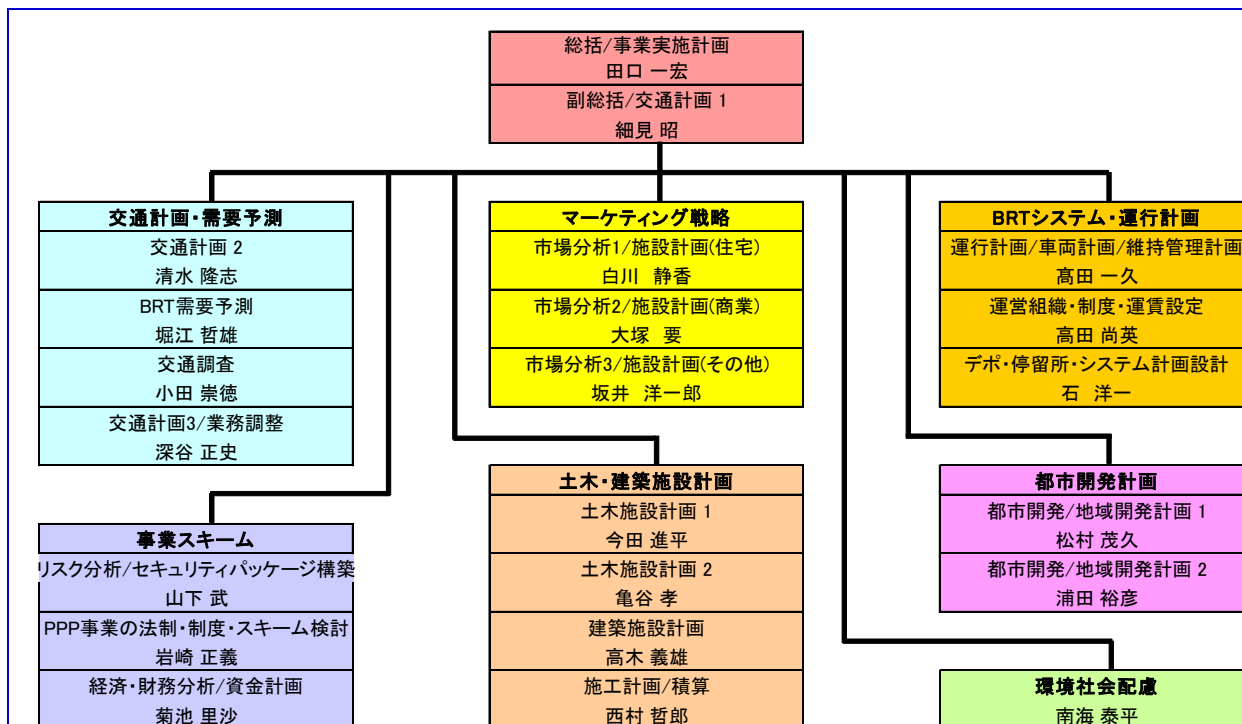 総括/事業実施計画
田口 一宏
副総括/交通計画 1
細見 昭
交通計画・需要予測
交通計画 2
清水 隆志
BRT需要予測
堀江 哲雄
交通調査
小田 崇徳
交通計画3/業務調整
深谷 正史
マーケティング戦略
市場分析1/施設計画(住宅)
白川 静香
市場分析2/施設計画(商業)
大塚 要
市場分析3/施設計画(その他)
坂井 洋一郎
BRTシステム・運行計画
運行計画/車両計画/維持管理計画
髙田 一久
運営組織・制度・運賃設定
高田 尚英
デポ・停留所・システム計画設計
石 洋一
事業スキーム
リスク分析/セキュリティパッケージ構築
山下 武
PPP事業の法制・制度・スキーム検討
岩崎 正義
経済・財務分析/資金計画
菊池 里沙
土木・建築施設計画
土木施設計画 1
今田 進平
土木施設計画 2
亀谷 孝
建築施設計画
高木 義雄
施工計画/積算
西村 哲郎
都市開発計画
都市開発/地域開発計画 1
松村 茂久
都市開発/地域開発計画 2
浦田 裕彦
環境社会配慮
南海 泰平